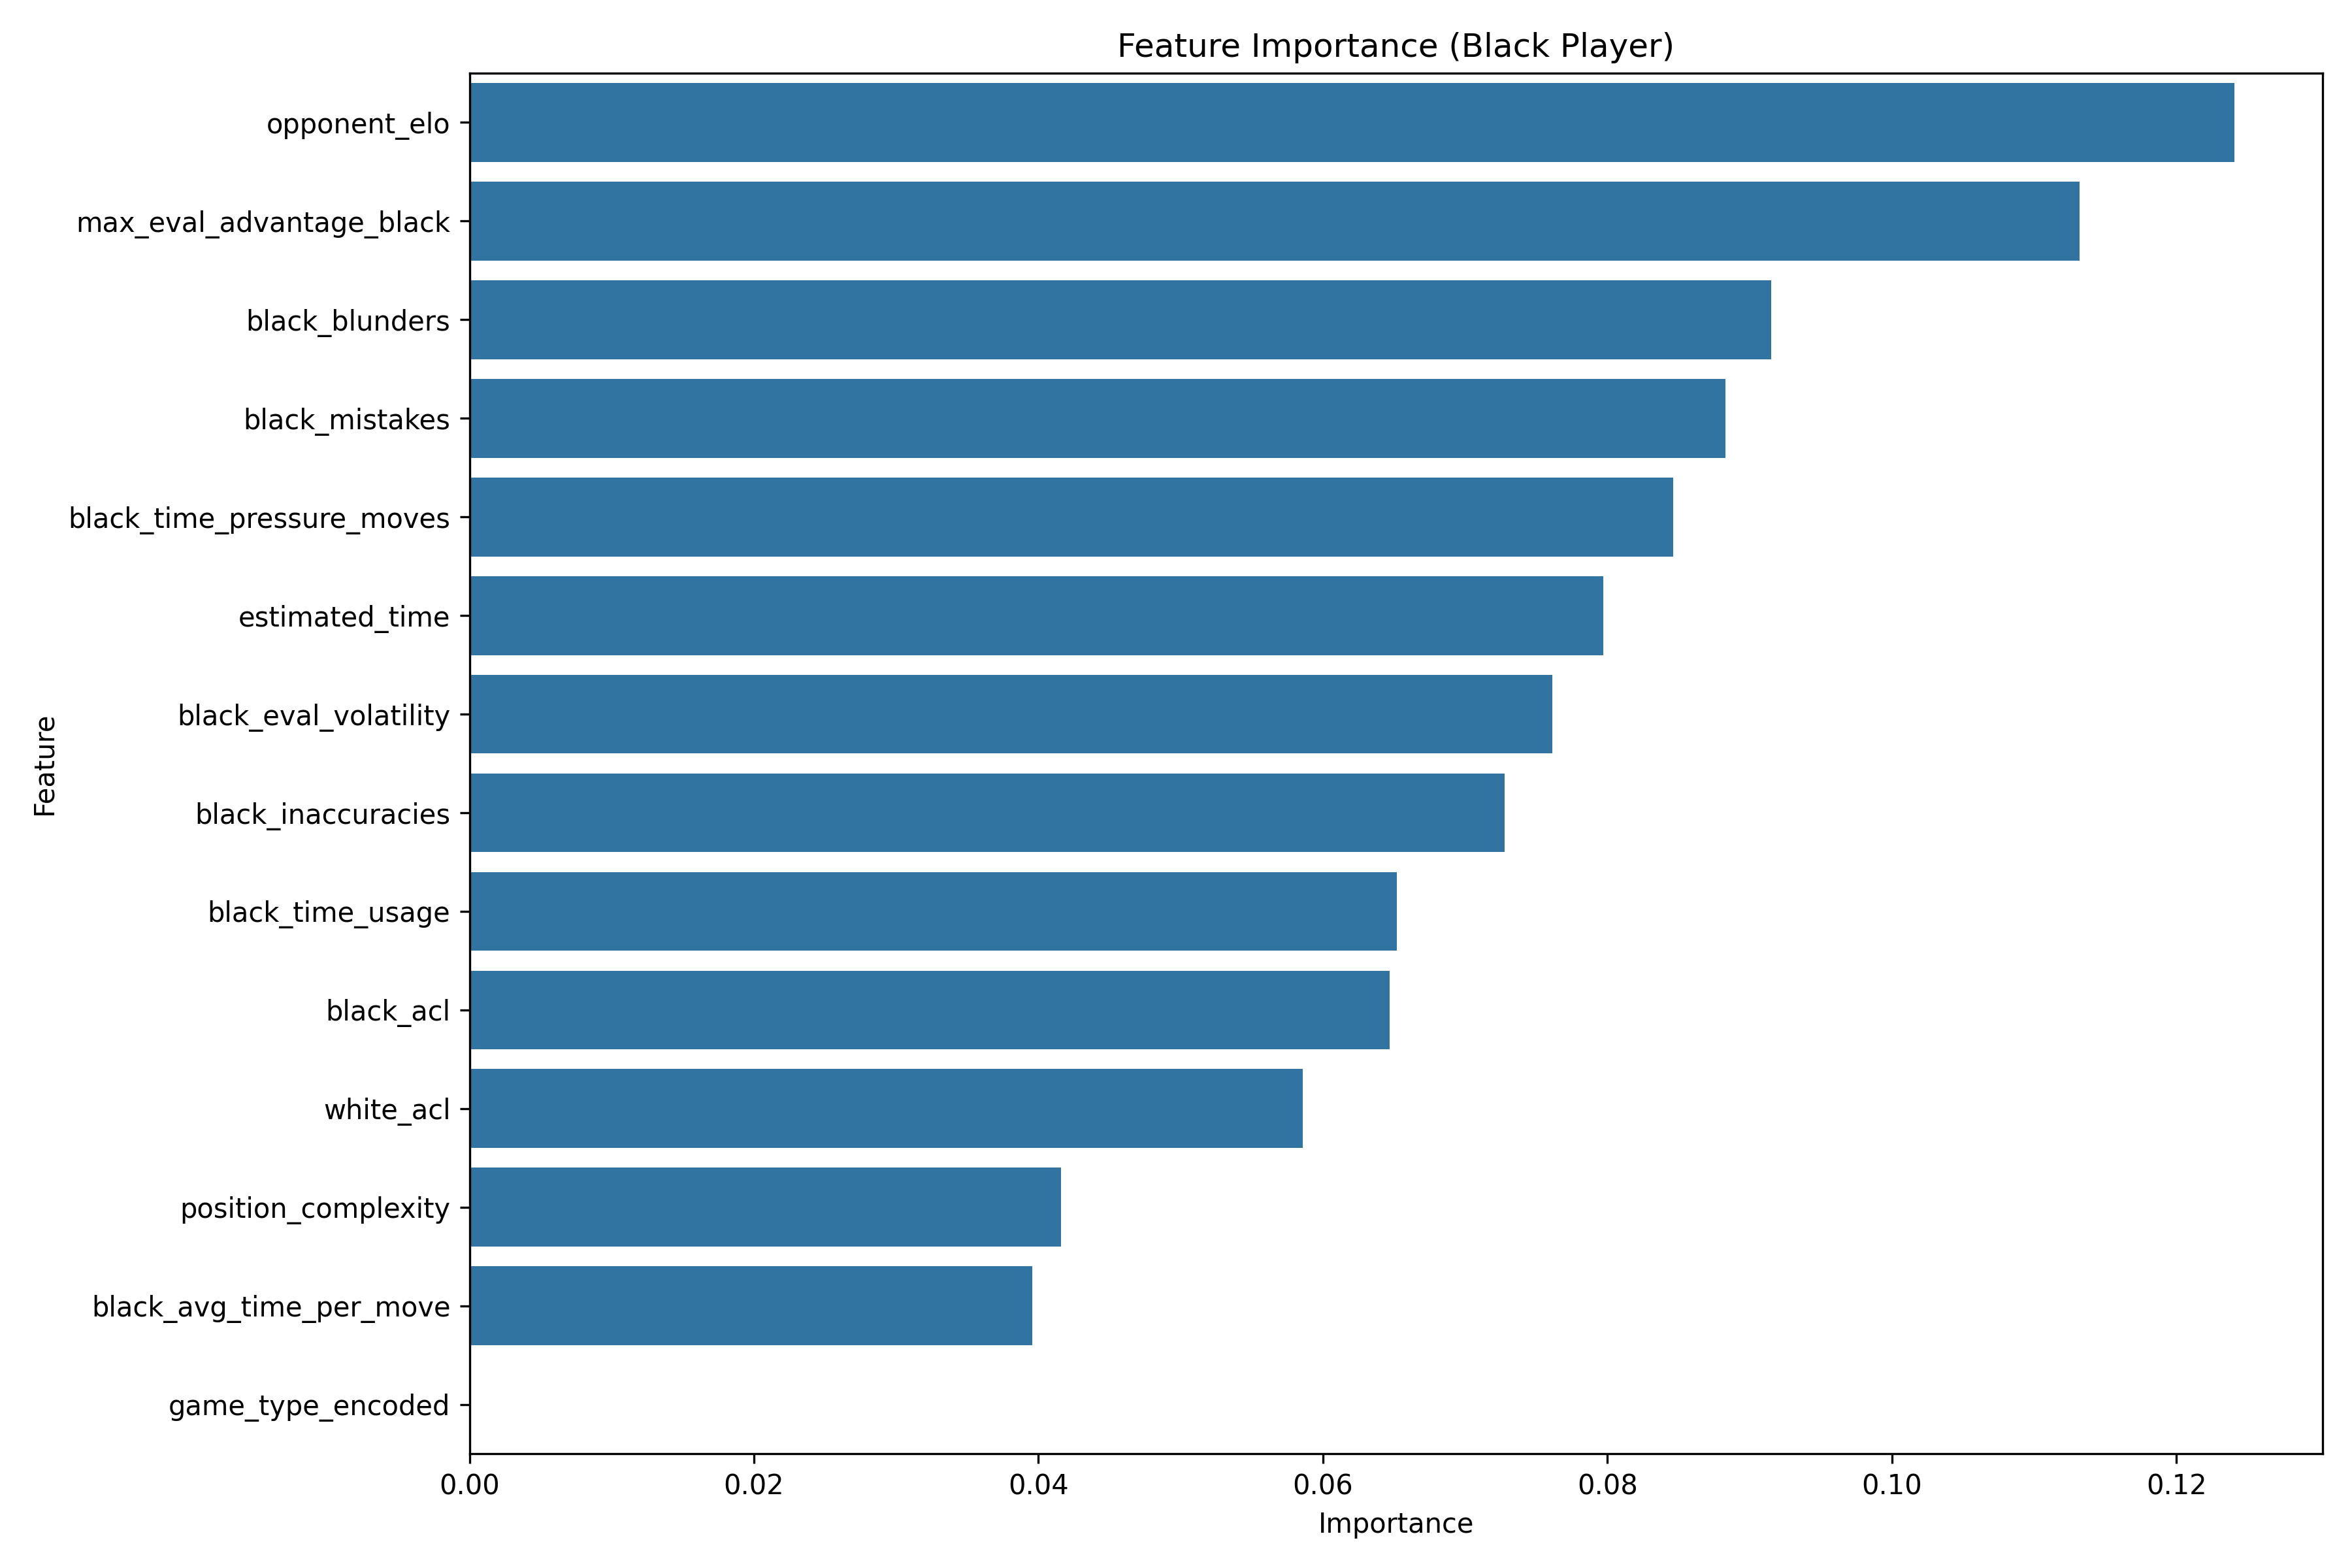 Feature Importance (Black Player)
opponent_elo
max_eval_advantage_black
black_blunders
black_mistakes
black_time_pressure_moves
estimated_time
black_eval_volatility
black_inaccuracies
black_time_usage
black_acl
white_acl
position_complexity
black_avg_time_per_move
game_type_encoded
Feature
0.00 0.02 0.04 0.06 0.08 0.10 0.12
Importance